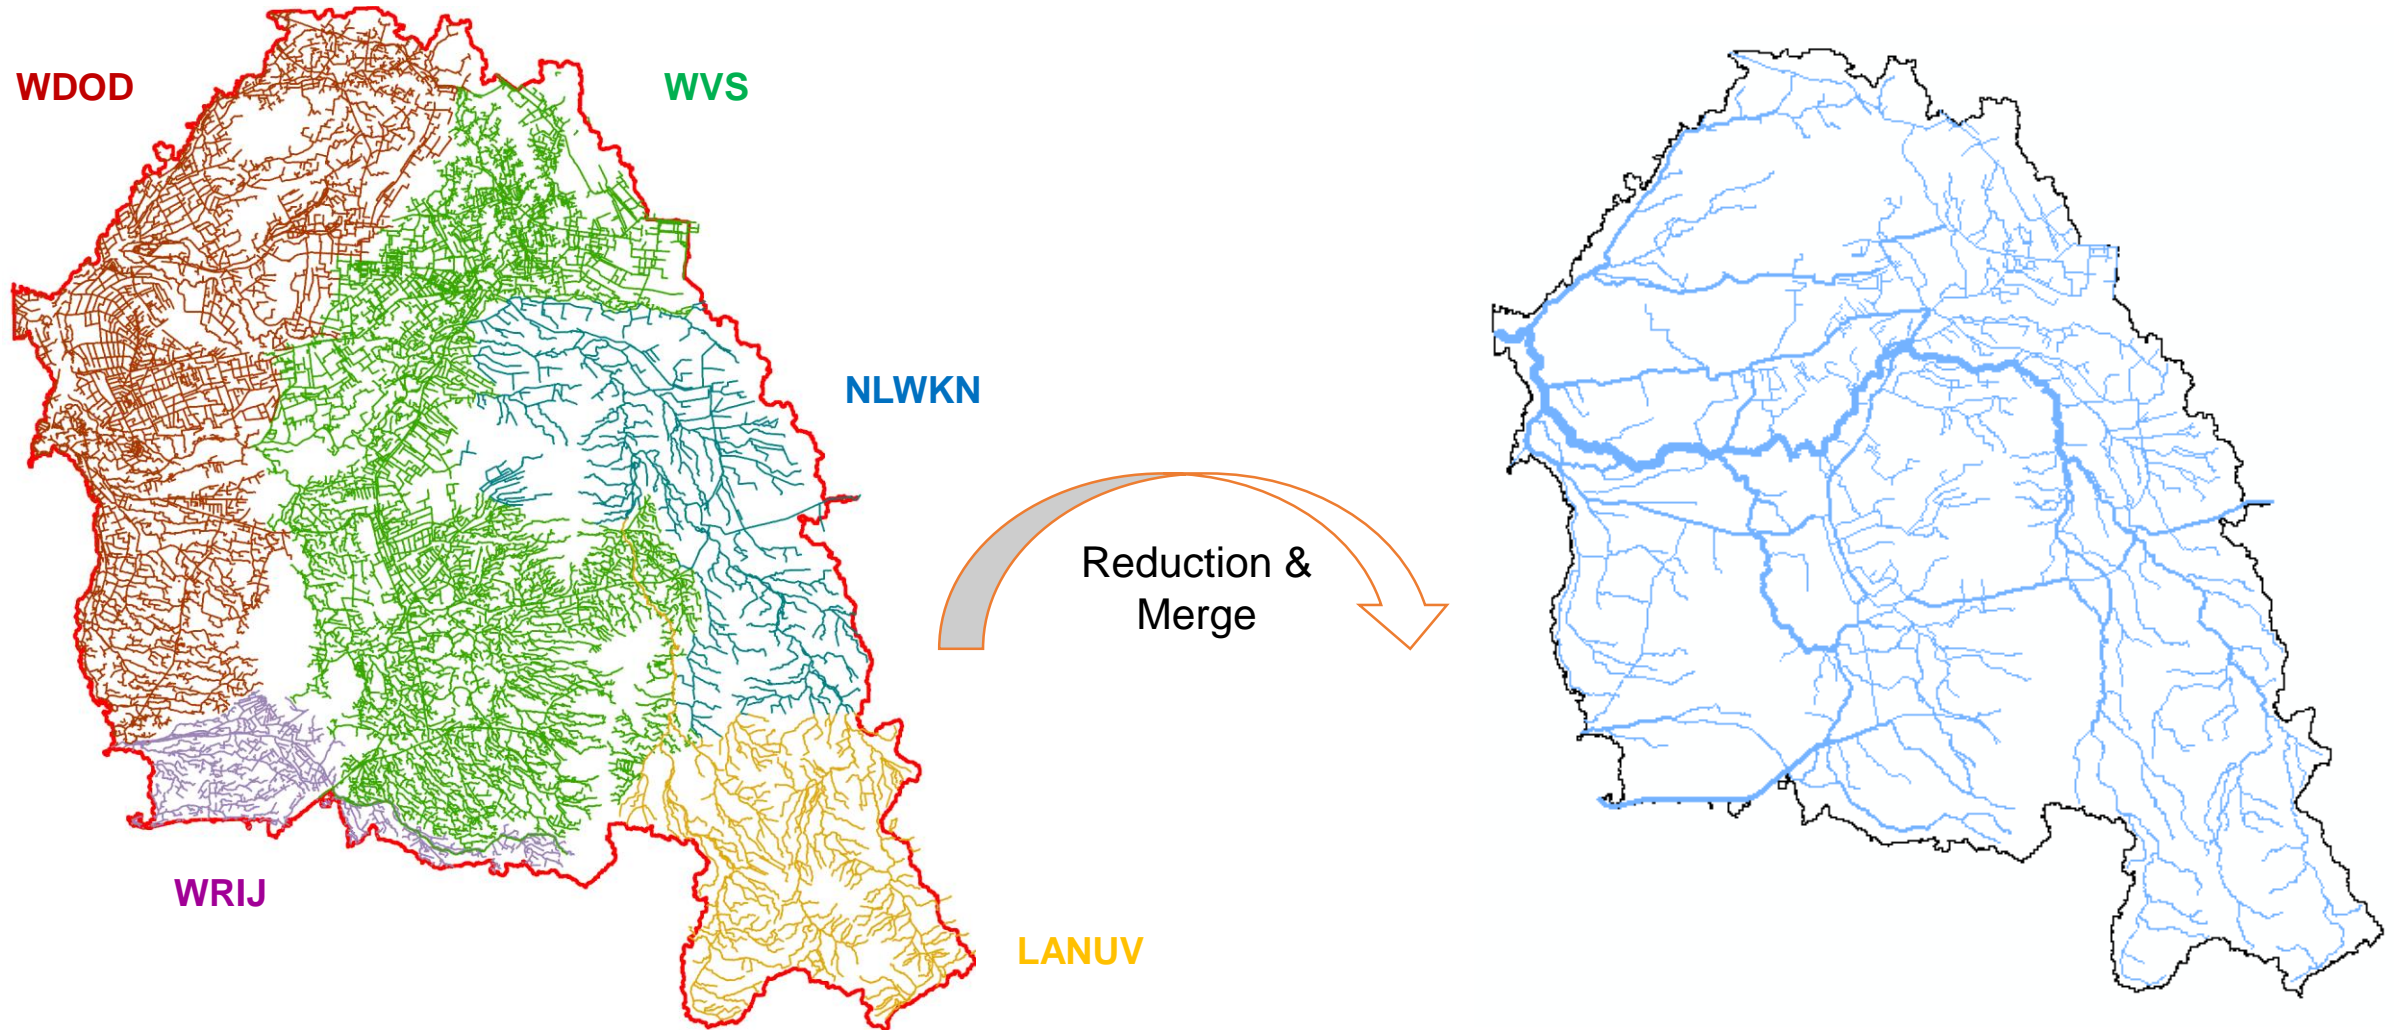 WDOD
WVS
NLWKN
Reduction &
Merge
WRIJ
LANUV